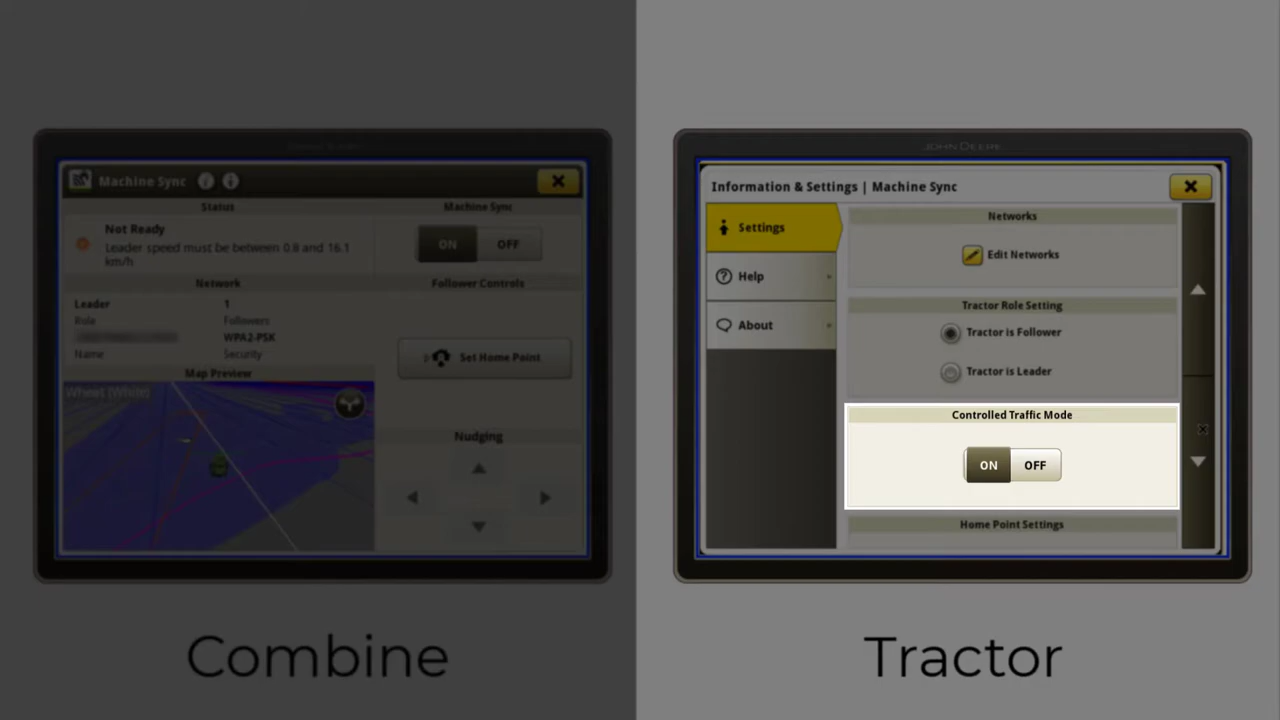 Machine Sync
Status
Machine Sync
Not Ready
Leader speed must be between 0.8 and 16.1
km/h
ON
OFF
Network
Follower Controls
Leader
1
Role
Followers
WPA2-PSK
Name
Security
Set Home Point
Map Preview
Wheat (White)
Nudging
Combine
JOHN DEERE
Information & Settings | Machine Sync
Settings
Help
About
Networks
Edit Networks
Tractor Role Setting
Tractor is Follower
Tractor is Leader
Controlled Traffic Mode
ON
OFF
Home Point Settings
Tractor